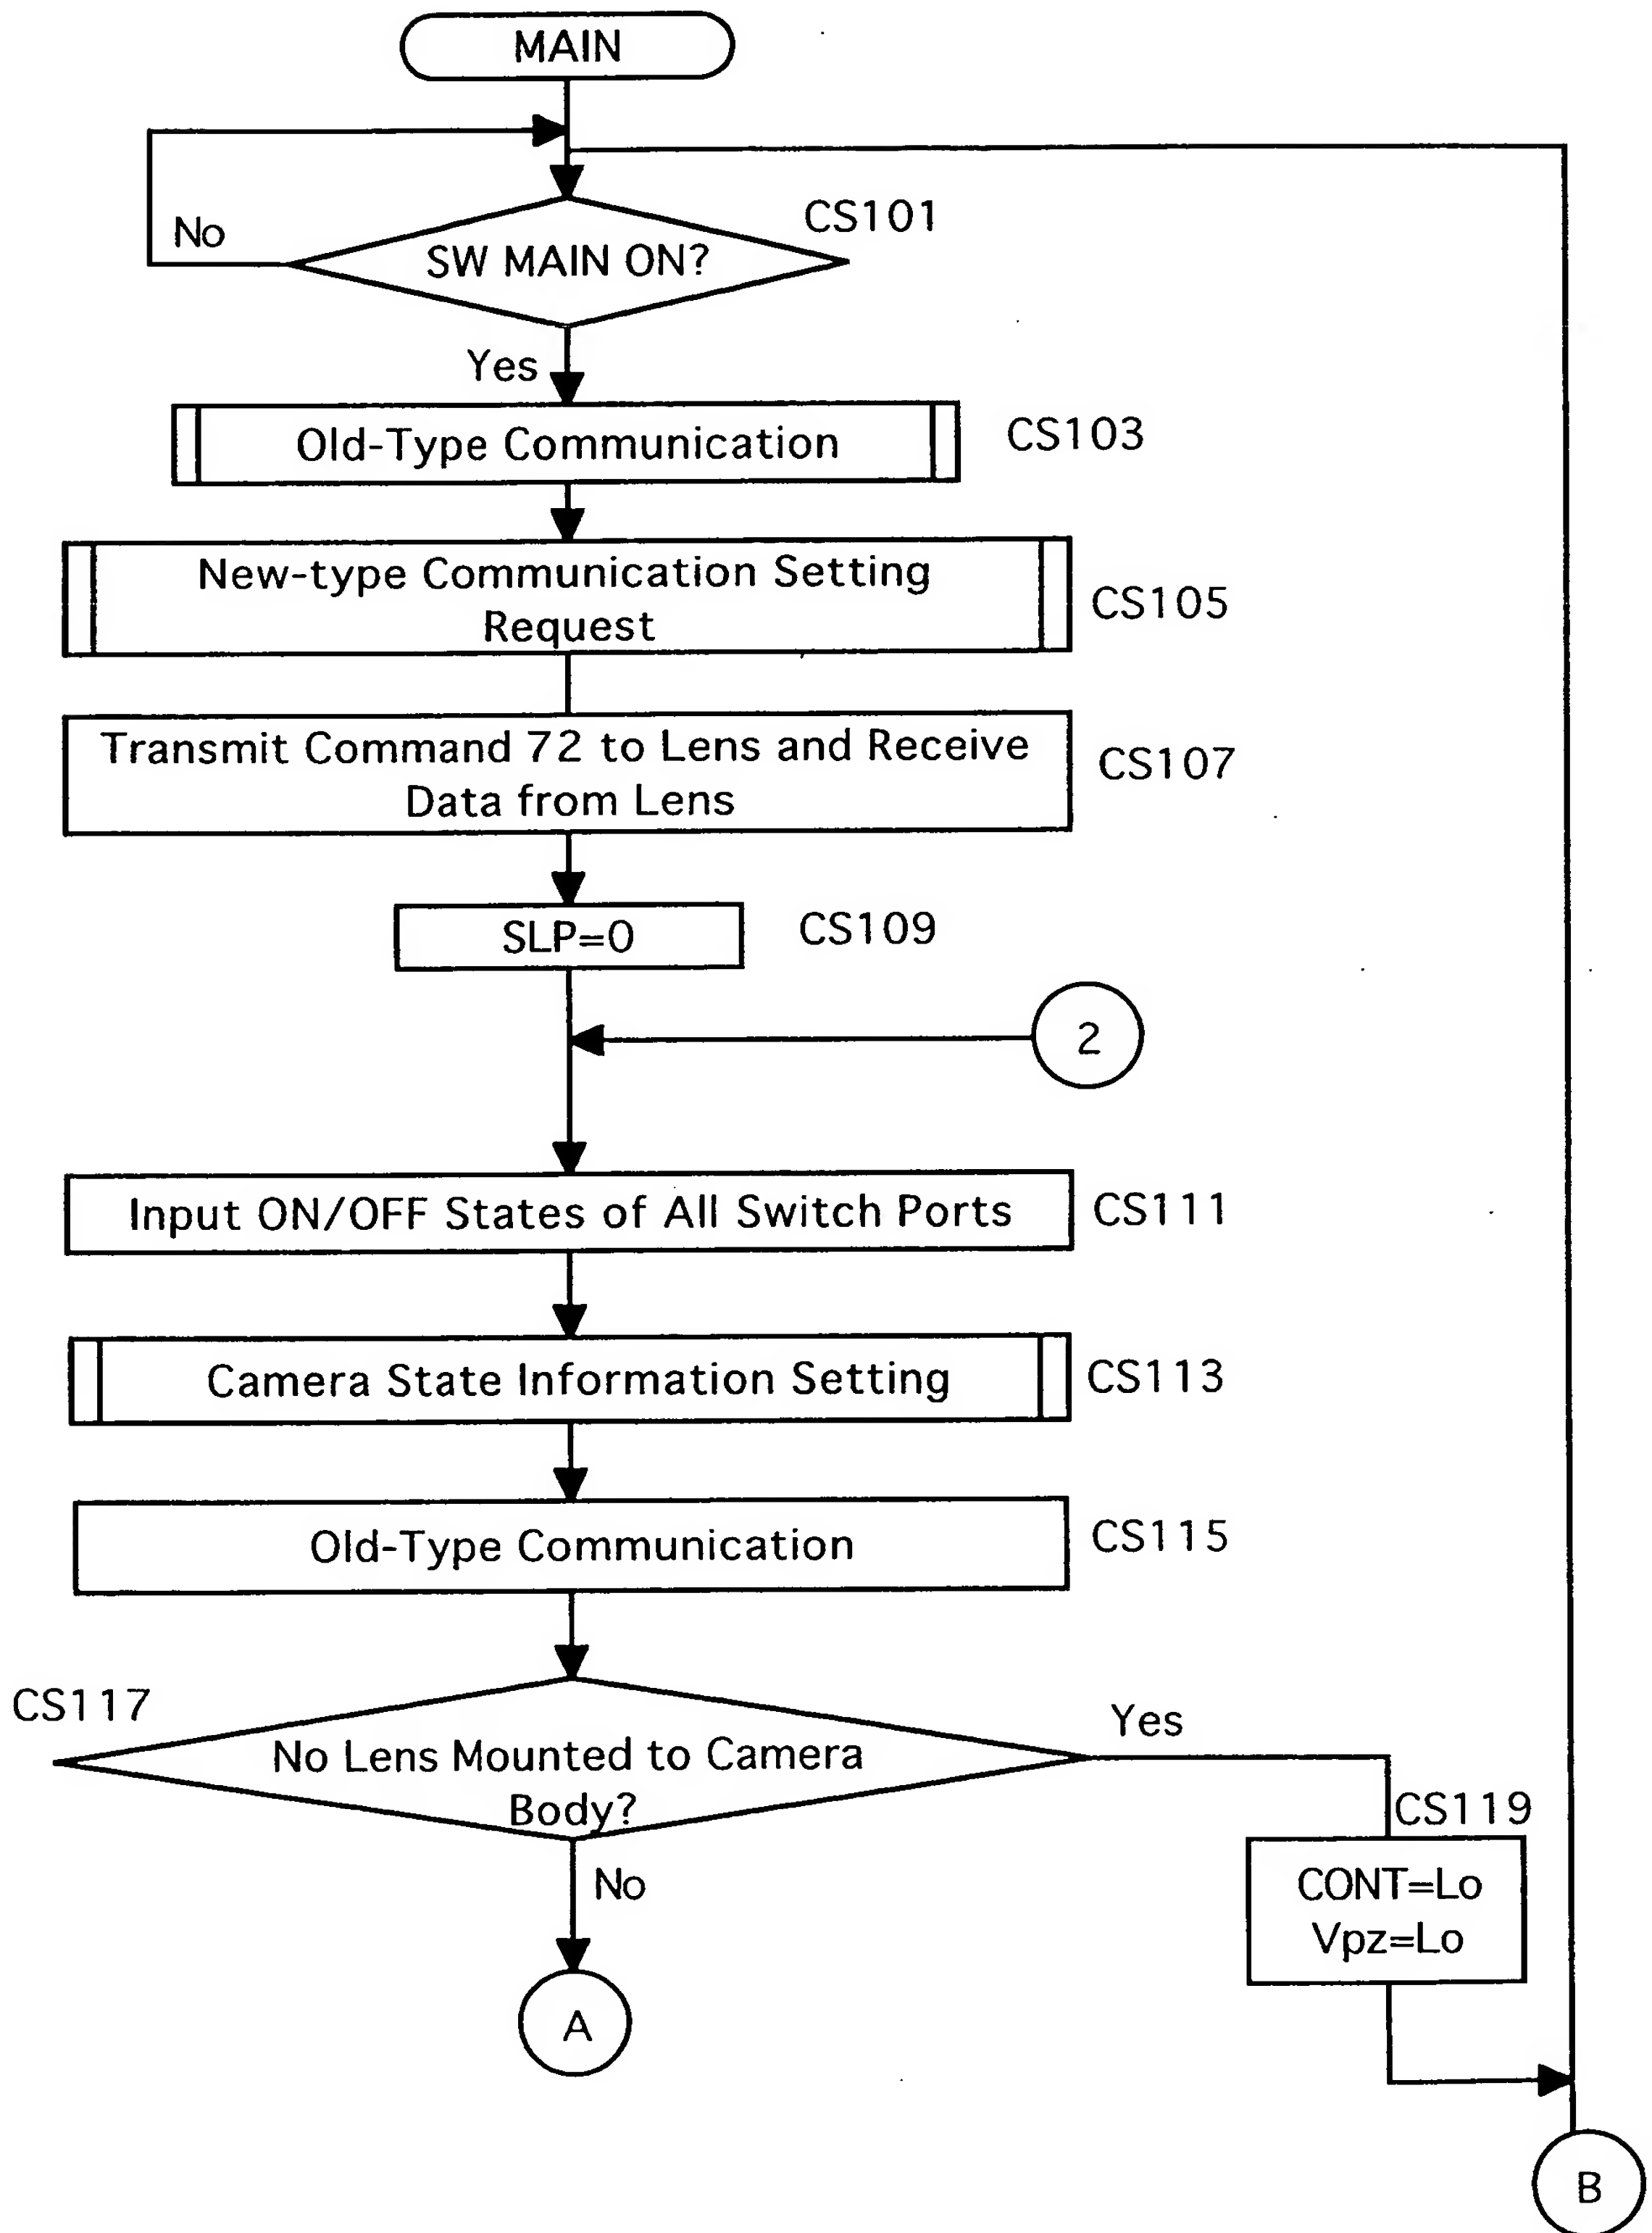 MAIN
No
SW MAIN ON?
CS101
Yes
Old-Type Communication
CS103
New-type Communication Setting
Request
CS105
Transmit Command 72 to Lens and Receive
Data from Lens
CS107
SLP=0
CS109
2
Input ON/OFF States of All Switch Ports
CS111
Camera State Information Setting
CS113
Old-Type Communication
CS115
CS117
No Lens Mounted to Camera
Body?
Yes
CS119
CONT=Lo
Vpz=Lo
No
A
B